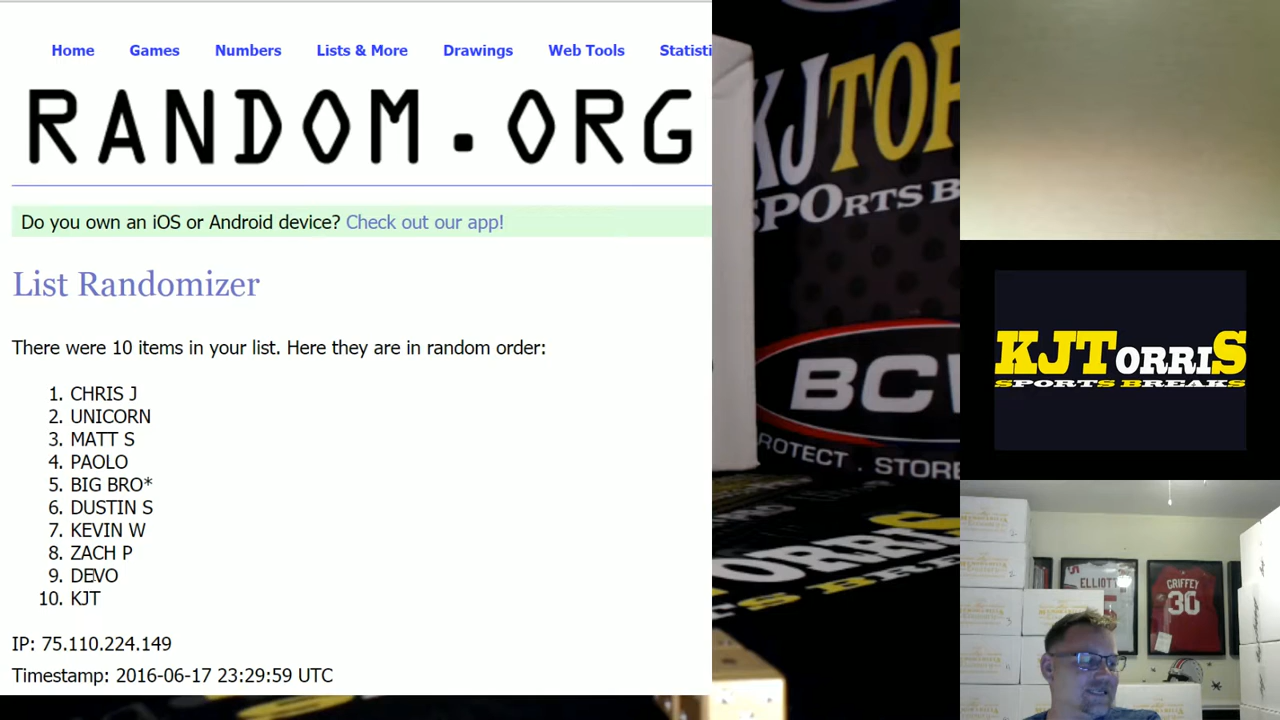 Home Games Numbers Lists & More Drawings Web Tools Statisti
RANDOM.ORG
Do you own an iOS or Android device? Check out our app!
List Randomizer
There were 10 items in your list. Here they are in random order:
1. CHRIS J
2. UNICORN
3. MATT S
4. PAOLO
5. BIG BRO*
6. DUSTIN S
7. KEVIN W
8. ZACH P
9. DEVO
10. KJT
IP: 75.110.224.149
Timestamp: 2016-06-17 23:29:59 UTC
KJTOR
SPORTS B
BCW
PROTECT . STORE
ORRIS
S B
KJTORRIS
SPORTS BREAKS
ELLIOTT
GRIFFEY
30